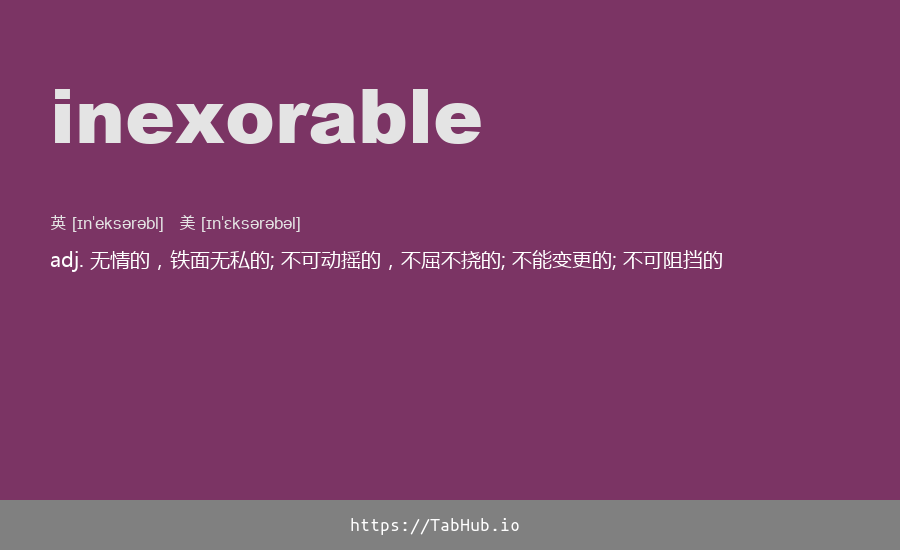 inexorable
英 [ɪnˈeksərəbl] 美 [ɪnˈɛksərəbəl]
adj. 无情的，铁面无私的; 不可动摇的，不屈不挠的; 不能变更的; 不可阻挡的
https://TabHub.io